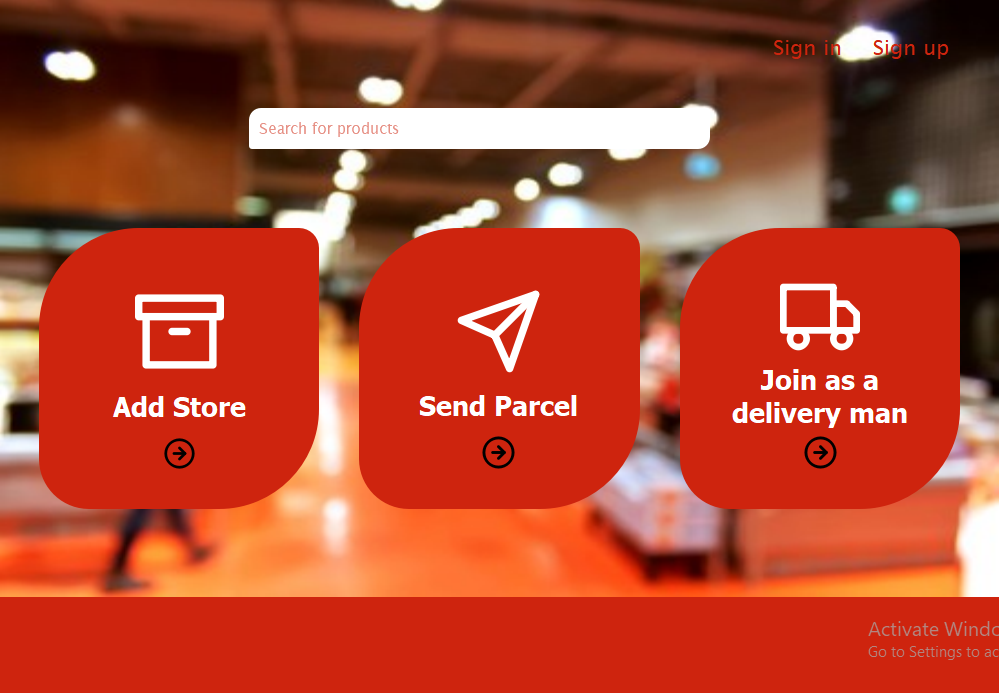 Sign in Sign up
Search for products
Add Store
Send Parcel
Join as a
delivery man
Activate Windo
Go to Settings to ac